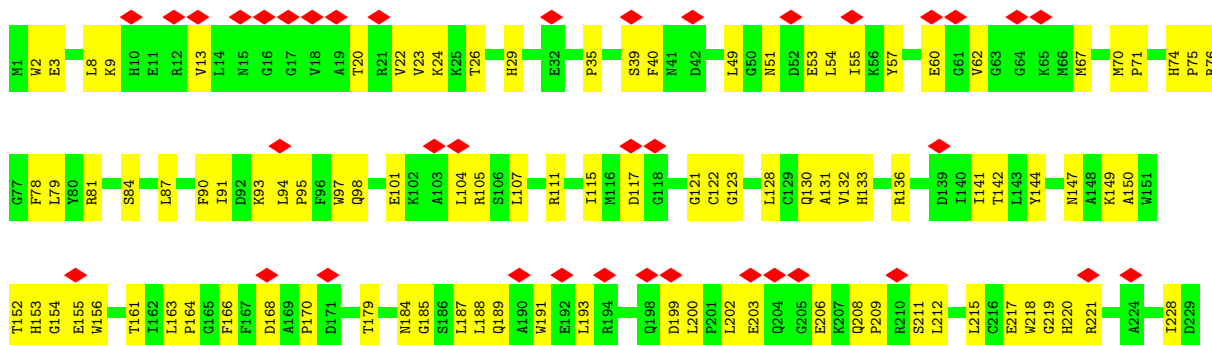 M1 W2 E3 L8 K9 H10 E11 R12 V13 L14 N15 G16 G17 V18 A19 T20 R21 V22 V23 K24 K25 T26 H29 E32 P35 S39 F40 N41 D42 L49 G50 N51 D52 E53 L54 I55 K56 Y57 E60 G61 V62 G63 G64 K65 M66 M67 M70 P71 H74 P75 R76
G77 F78 L79 Y80 R81 S84 L87 F90 I91 D92 K93 L94 P95 F96 W97 Q98 E101 K102 A103 L104 R105 S106 L107 R111 I115 M116 D117 G118 G121 C122 G123 L128 C129 Q130 A131 V132 H133 R136 D139 I140 I141 T142 L143 Y144 N147 A148 K149 A150 W151
T152 H153 G154 E155 W156 T161 I162 L163 P164 G165 F166 F167 D168 A169 P170 D171 T179 N184 G185 S186 L187 L188 Q189 A190 W191 E192 L193 R194 Q198 D199 L200 P201 L202 E203 Q204 G205 E206 K207 Q208 P209 R210 S211 L212 L215 C216 E217 W218 G219 H220 R221 A224 I228 D229